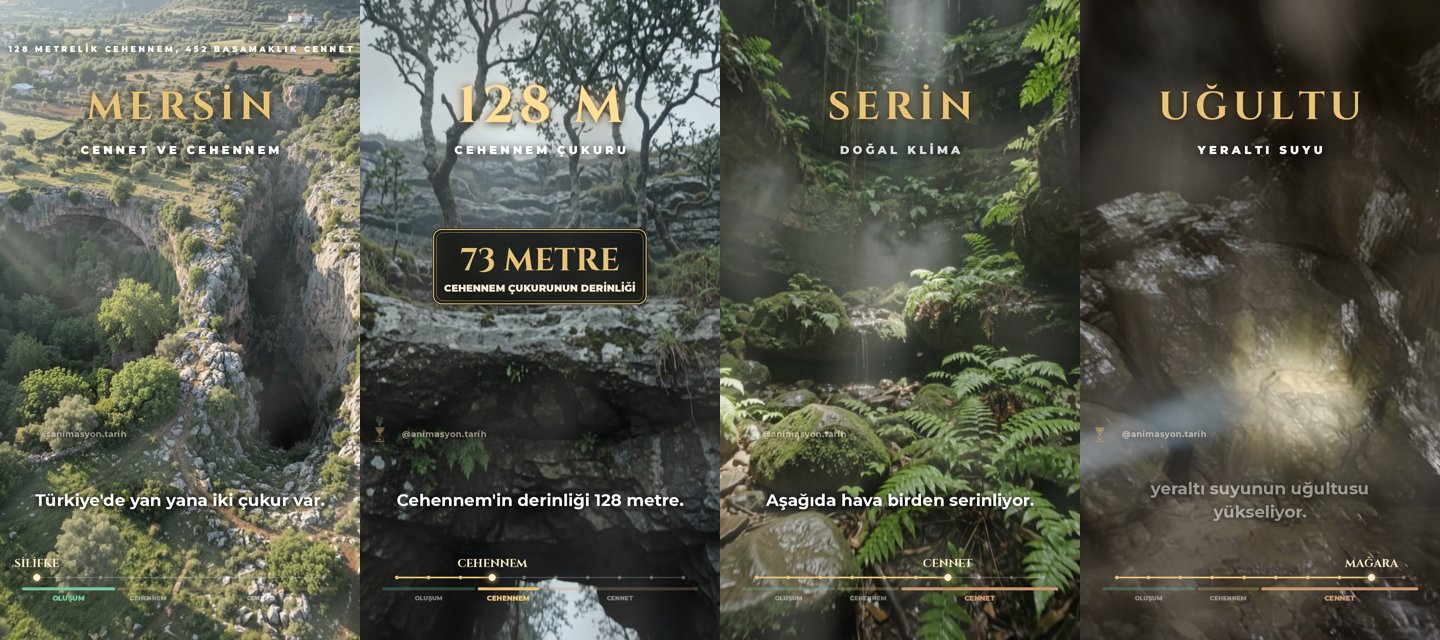 128 METRELİK CEHENNEM, 452 BASAMAKLIK CENNET
MERSİN
CENNET VE CEHENNEM
@animasyon.tarih
Türkiye'de yan yana iki çukur var.
SİLİFKE
OLUŞUM
CEHENNEM
128 M
CEHENNEM ÇUKURU
73 METRE
CEHENNEM ÇUKURUNUN DERİNLİĞİ
@animasyon.tarih
Cehennem'in derinliği 128 metre.
CEHENNEM
OLUŞUM
CEHENNEM
CENNET
SERİN
DOĞAL KLİMA
@animasyon.tarih
Aşağıda hava birden serinliyor.
CENNET
OLUŞUM
CEHENNEM
CENNET
UĞULTU
YERALTI SUYU
@animasyon.tarih
yeraltı suyunun uğultusu
yükseliyor.
MAĞARA
OLUŞUM
CEHENNEM
CENNET